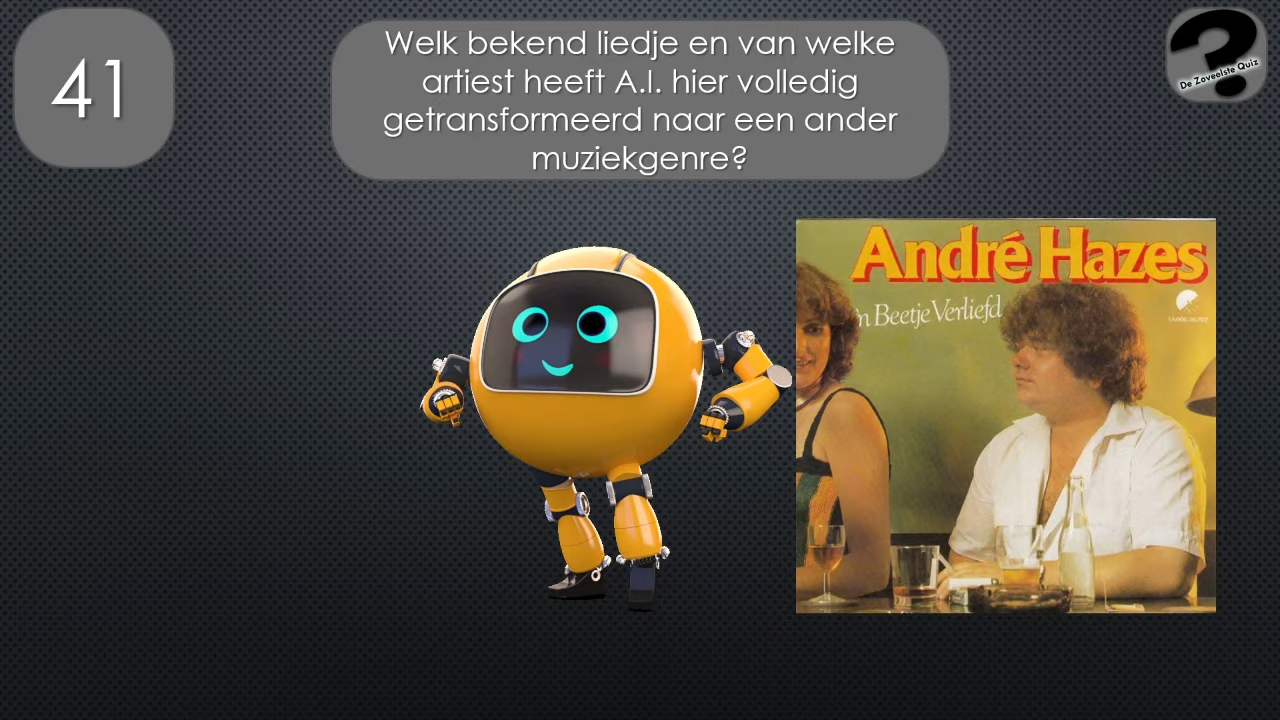 41
Welk bekend liedje en van welke
artiest heeft A.I. hier volledig
getransformeerd naar een ander
muziekgenre?
De Zoveelste Quiz
André Hazes
'n Beetje Verliefd